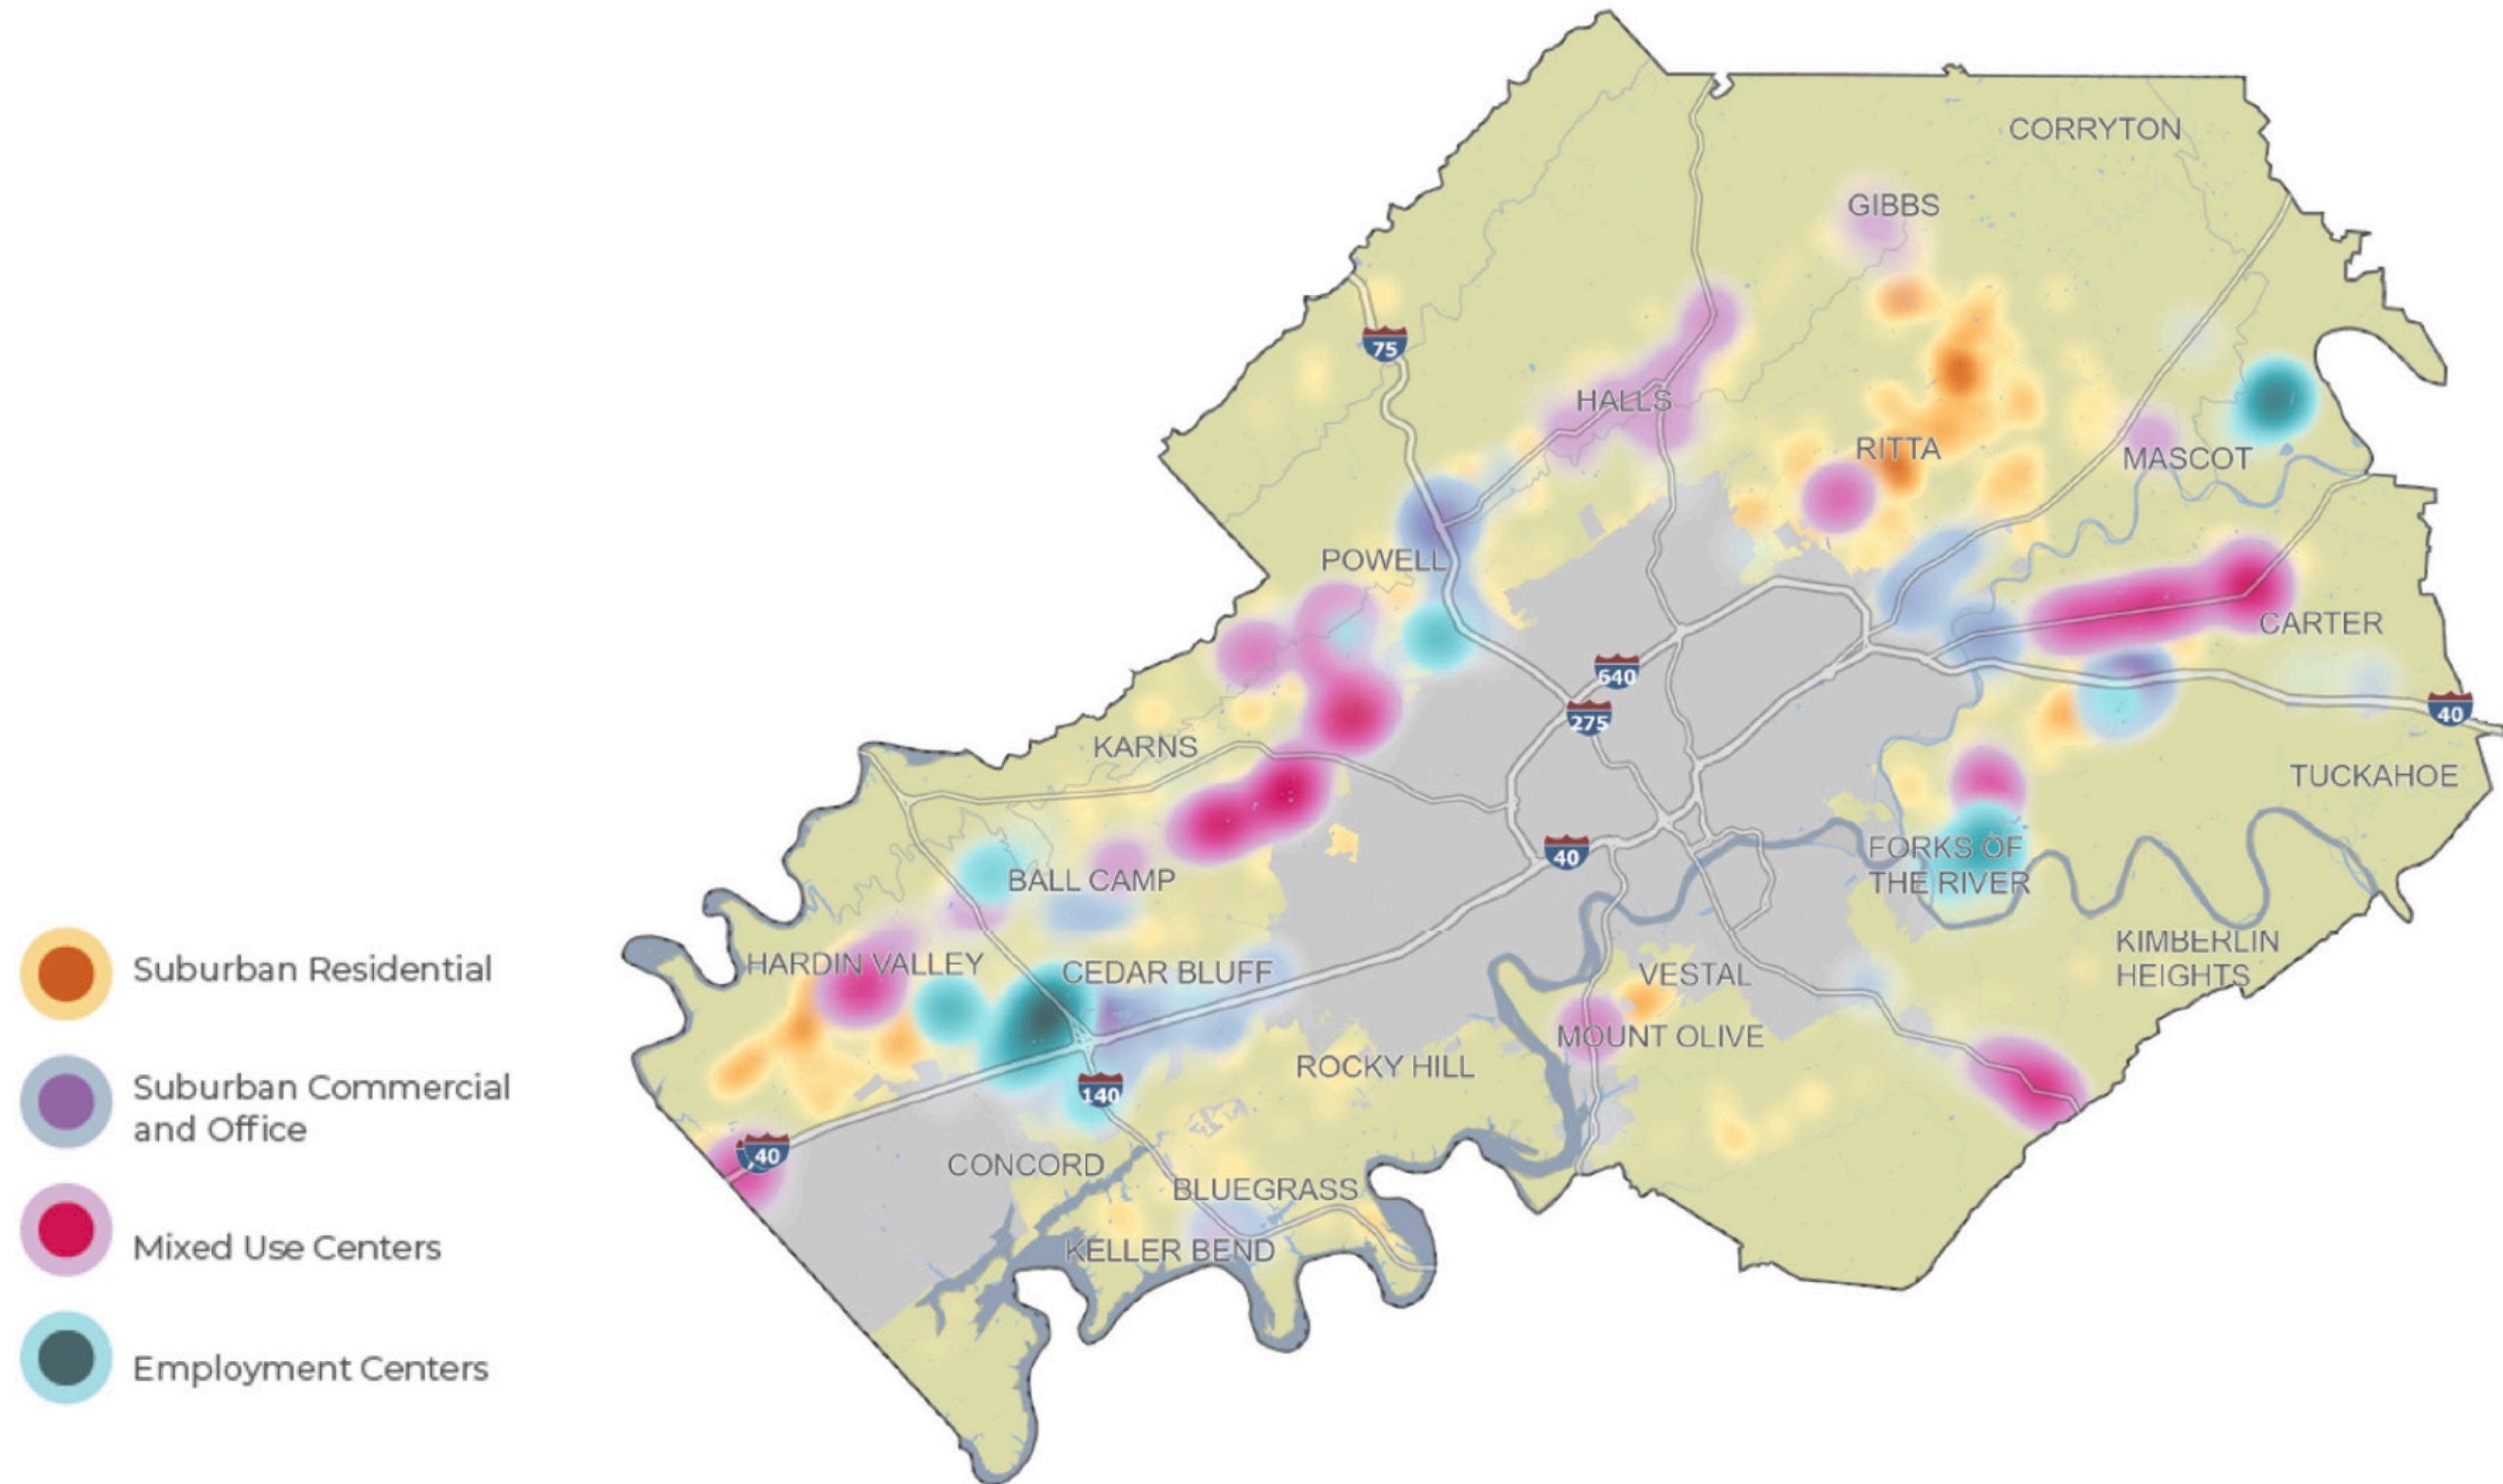 CORRYTON
GIBBS
75
HALLS
RITTA
MASCOT
POWELL
CARTER
640
275
40
KARNS
TUCKAHOE
40
FORKS OF
THE RIVER
BALL CAMP
KIMBERLIN
HEIGHTS
HARDIN VALLEY
CEDAR BLUFF
VESTAL
MOUNT OLIVE
ROCKY HILL
140
40
CONCORD
BLUEGRASS
KELLER BEND
Suburban Residential
Suburban Commercial
and Office
Mixed Use Centers
Employment Centers